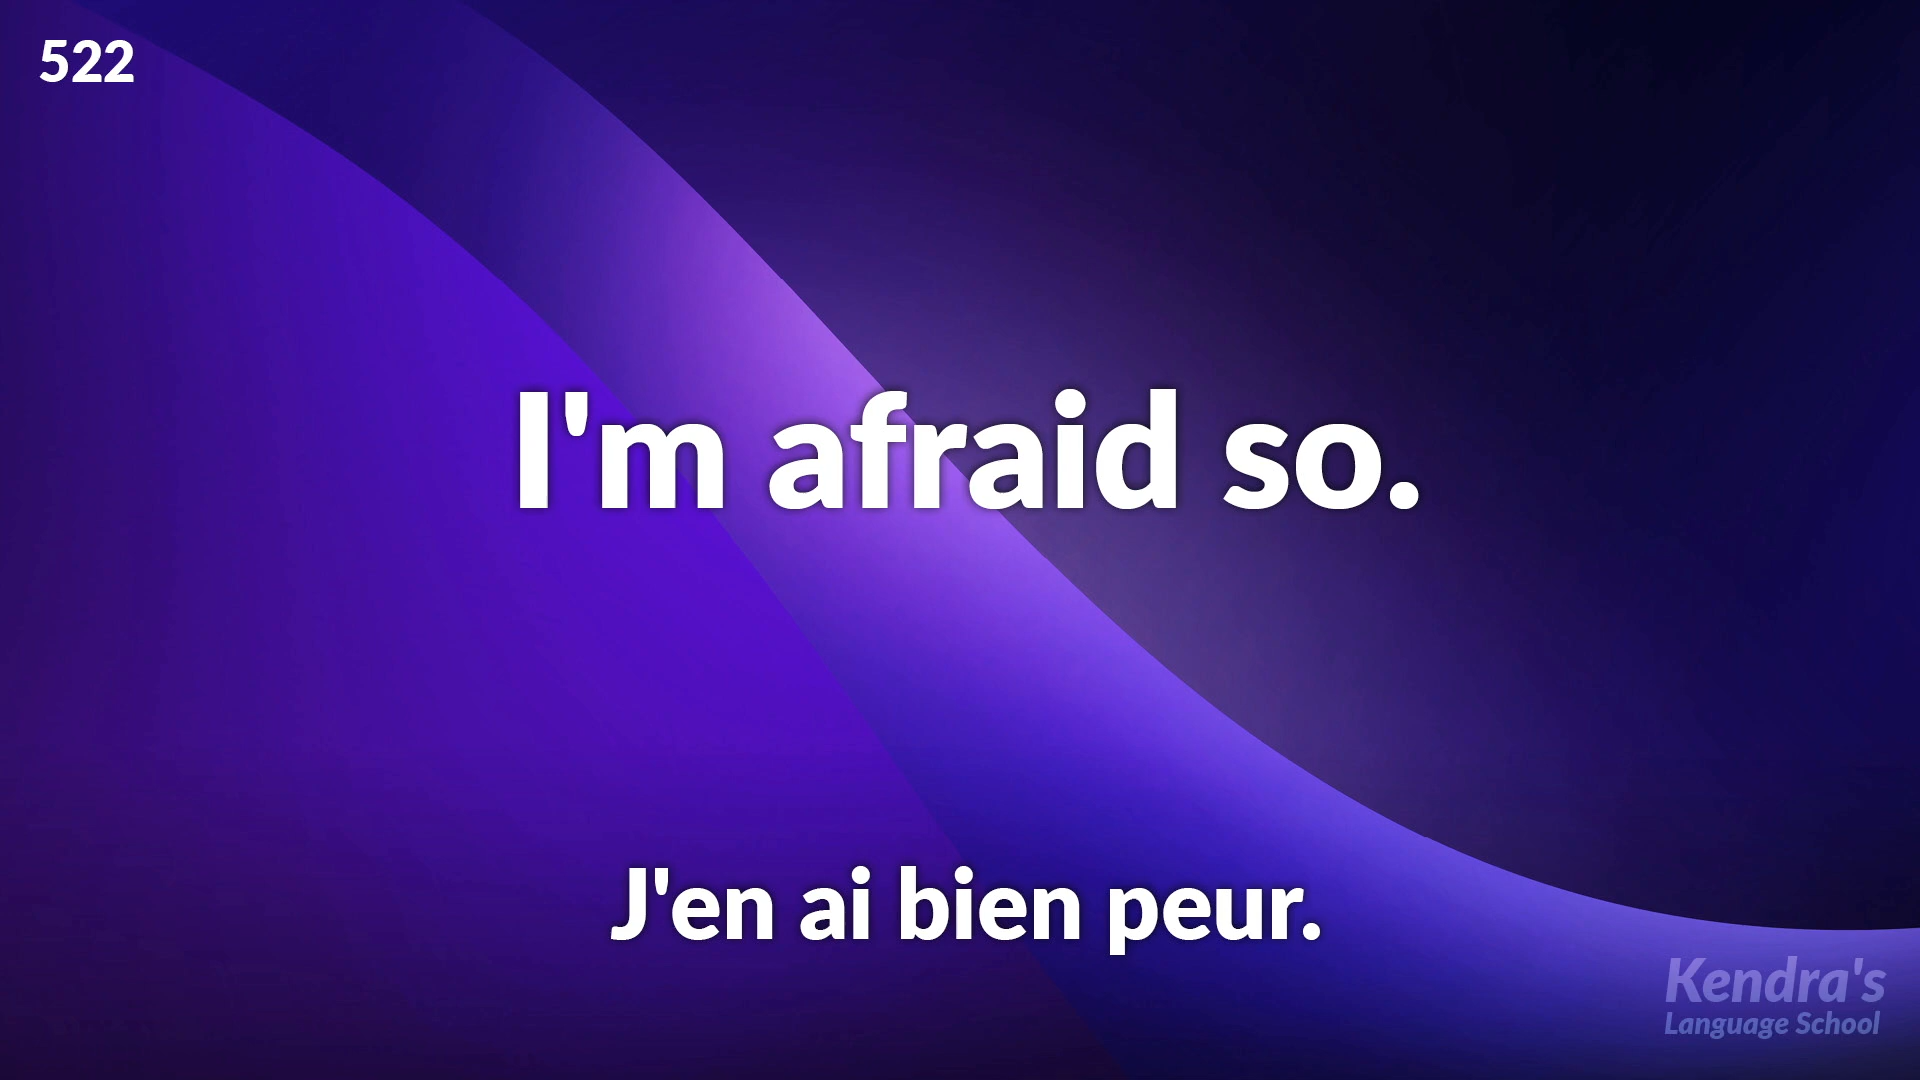 522
I'm afraid so.
J'en ai bien peur.
Kendra's
Language School